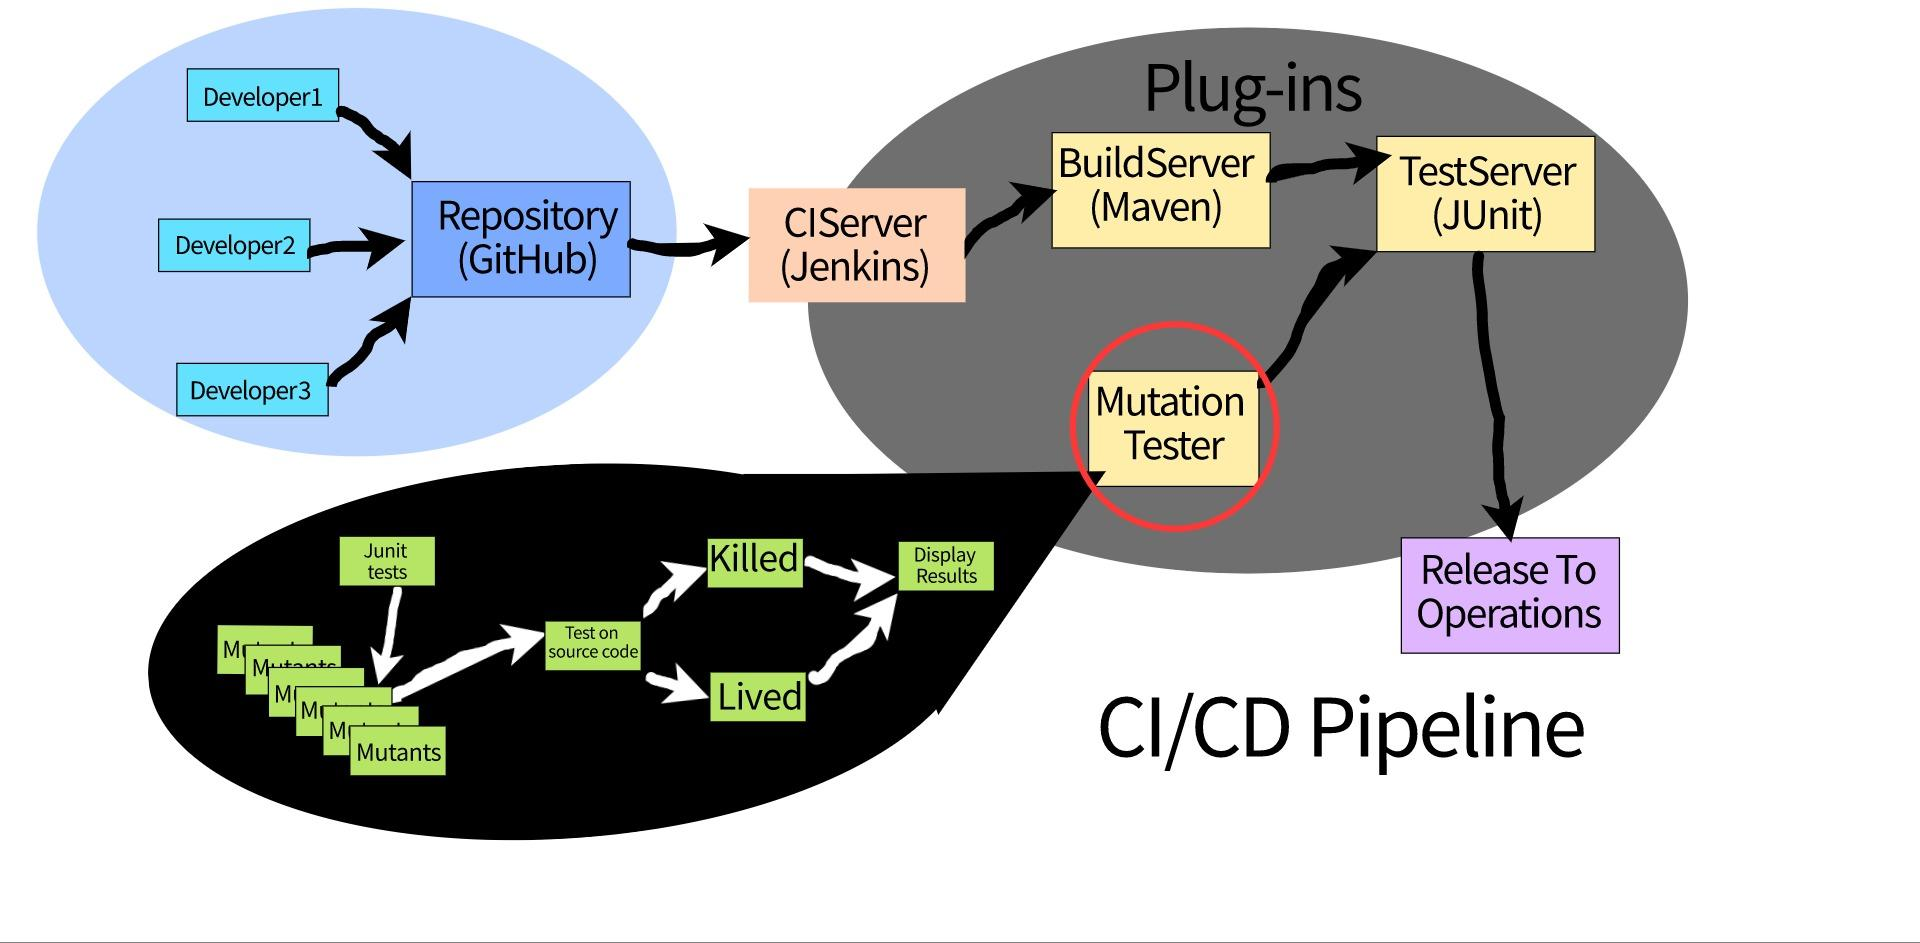 Developer1
Developer2
Developer3
Repository
(GitHub)
CIServer
(Jenkins)
Plug-ins
BuildServer
(Maven)
TestServer
(JUnit)
Mutation
Tester
Release To
Operations
CI/CD Pipeline
Junit
tests
Mutants
Mutants
Test on
source code
Killed
Lived
Display
Results